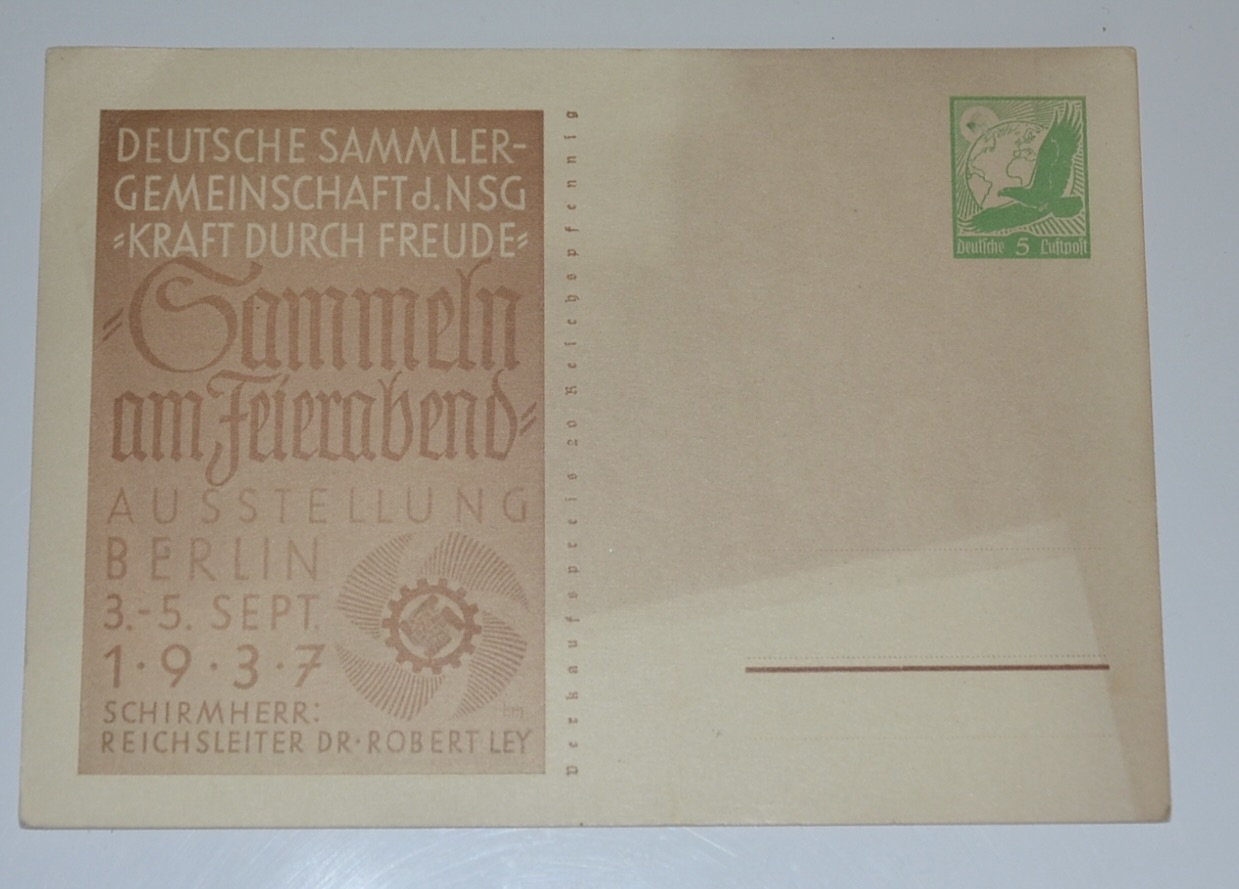 DEUTSCHE SAMMLER-
GEMEINSCHAFT d. NSG
"KRAFT DURCH FREUDE"
"Sammeln
am Feierabend"
AUSSTELLUNG
BERLIN
3.-5. SEPT.
1·9·3·7
SCHIRMHERR:
REICHSLEITER DR·ROBERT LEY
Verkaufspreis 20 Reichspfennig
Deutsche 5 Luftpost